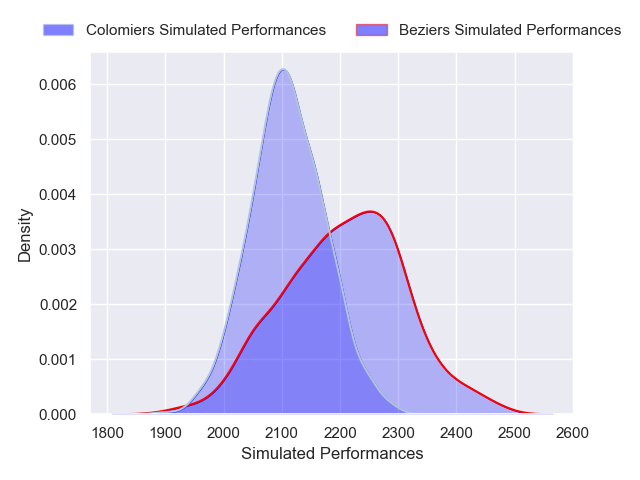 Colomiers Simulated Performances Beziers Simulated Performances
0.006
0.005
0.004
0.003
0.002
0.001
0.000
Density
1800 1900 2000 2100 2200 2300 2400 2500 2600
Simulated Performances